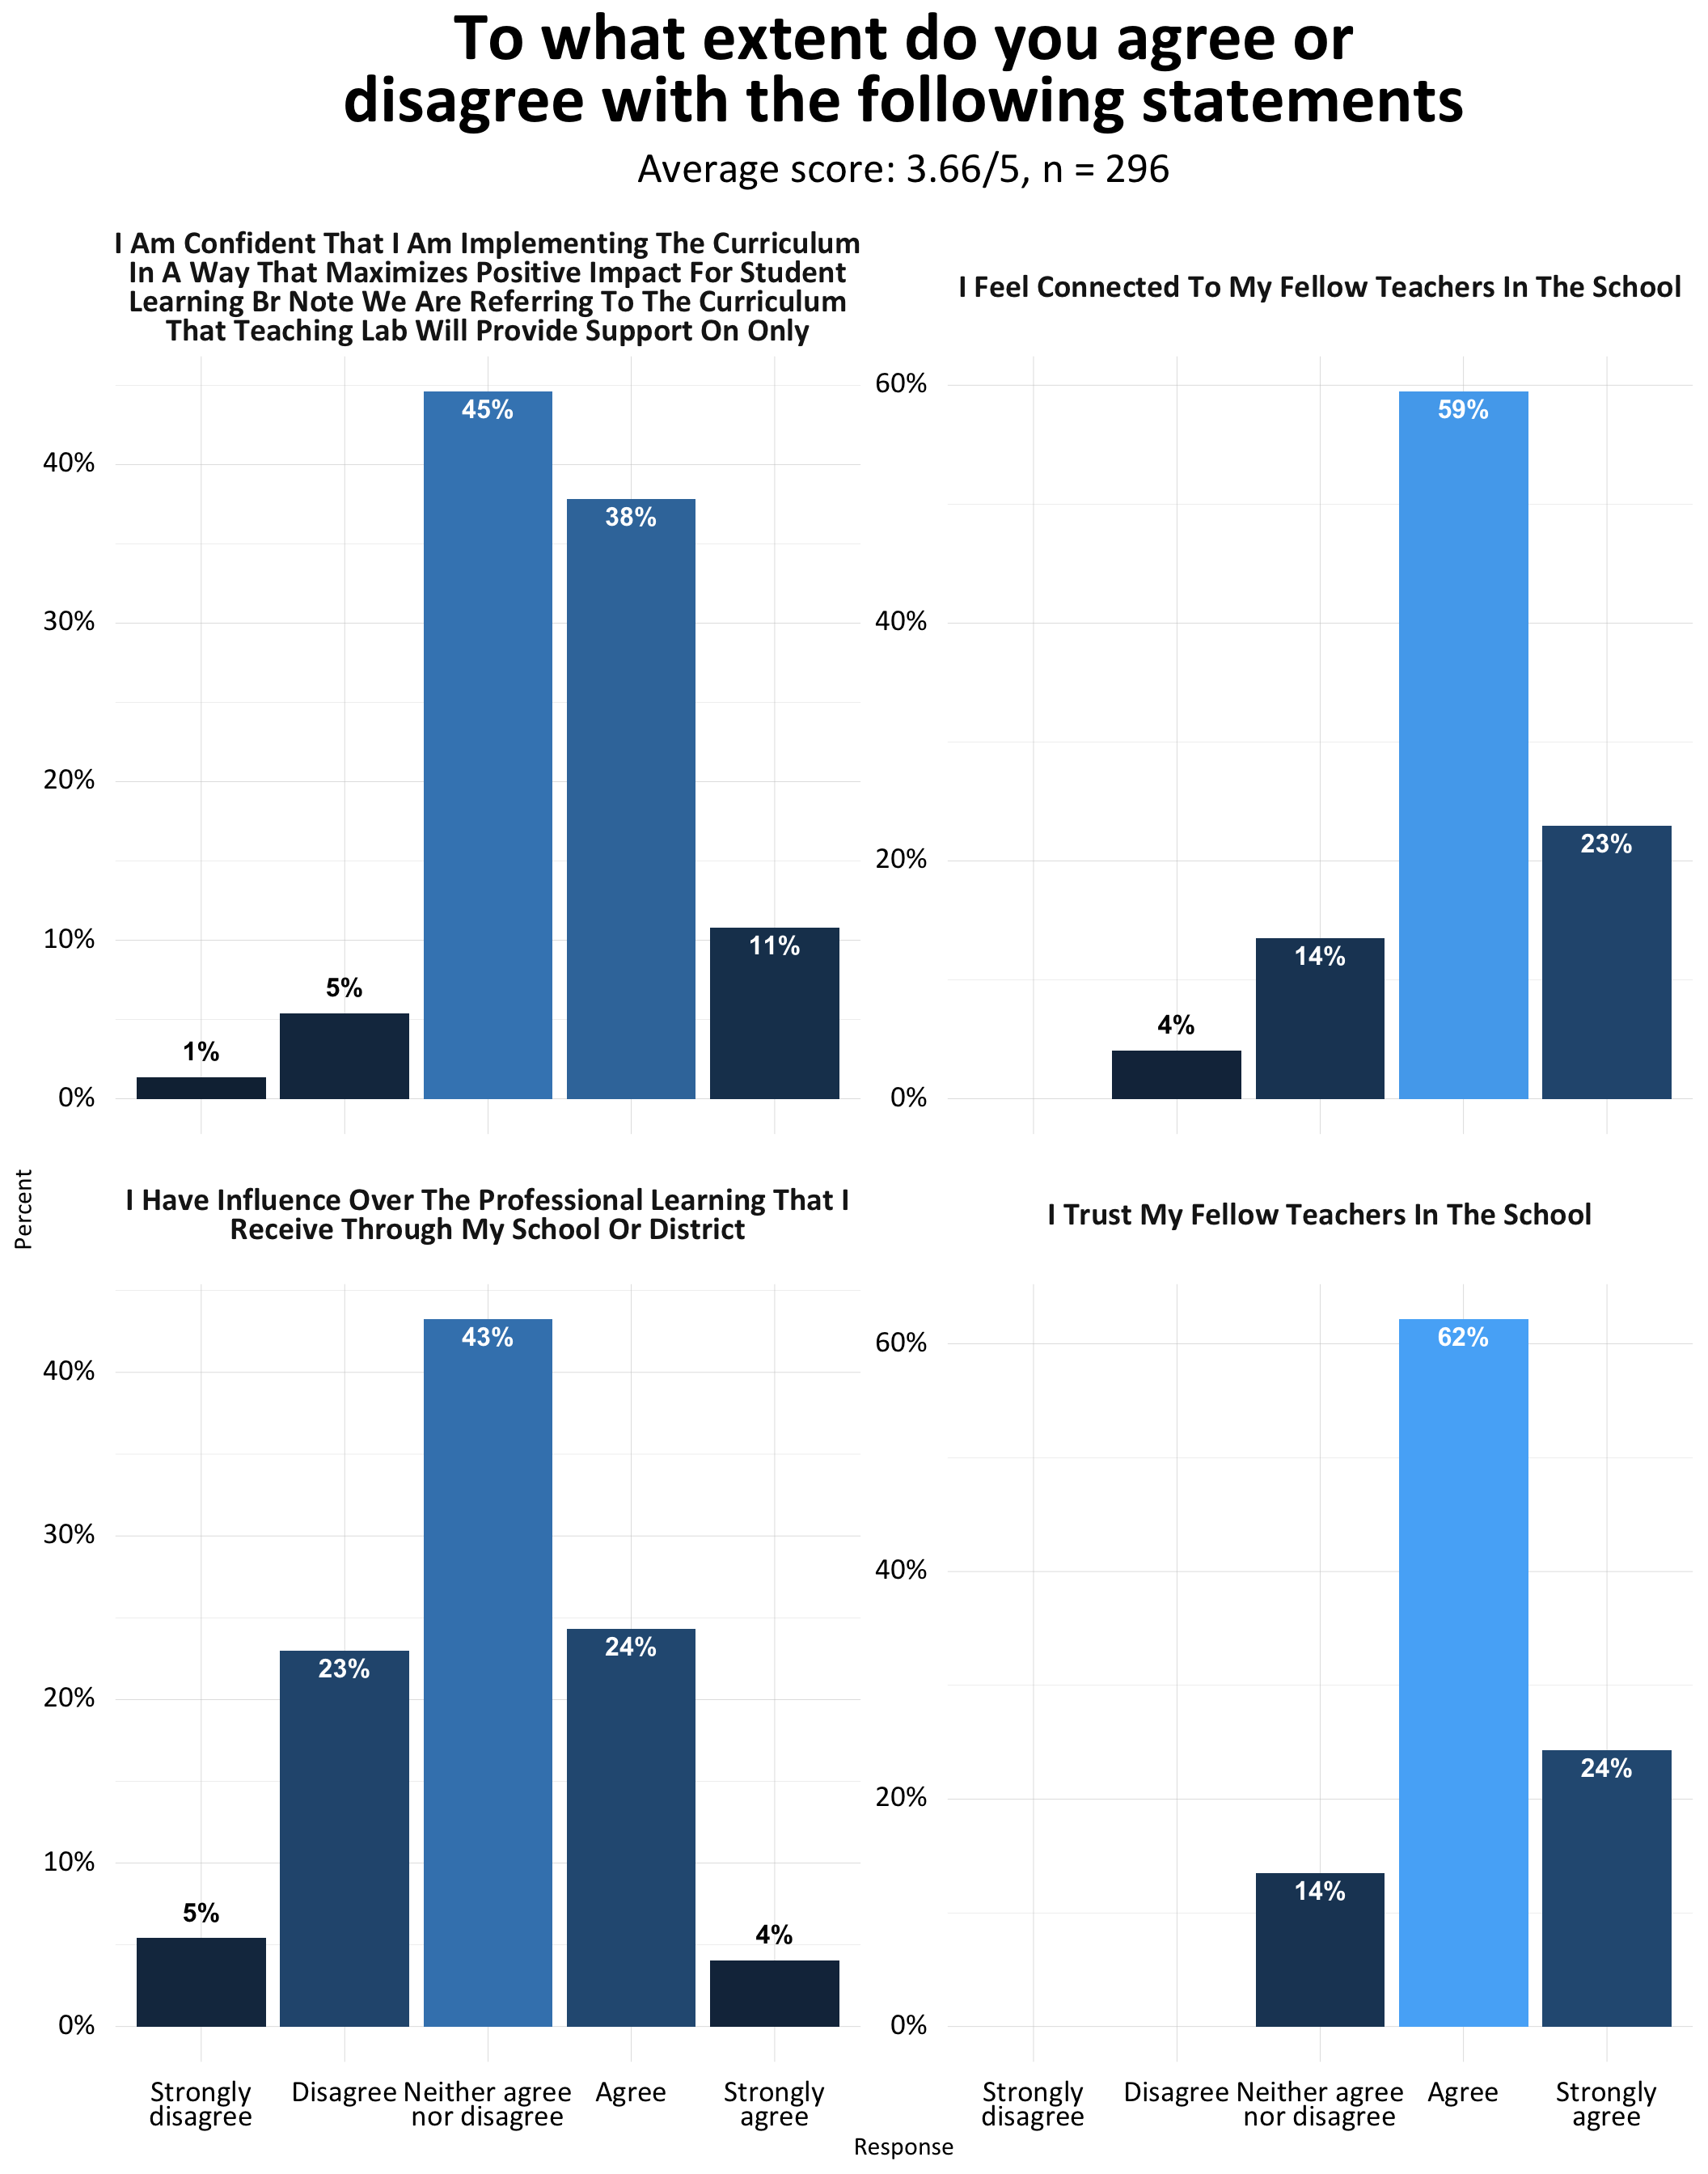 To what extent do you agree or
disagree with the following statements
Average score: 3.66/5, n = 296
I Am Confident That I Am Implementing The Curriculum
In A Way That Maximizes Positive Impact For Student
Learning Br Note We Are Referring To The Curriculum
That Teaching Lab Will Provide Support On Only
40%
30%
20%
10%
0%
1%
5%
45%
38%
11%
I Feel Connected To My Fellow Teachers In The School
60%
40%
20%
0%
4%
14%
59%
23%
Percent
I Have Influence Over The Professional Learning That I
Receive Through My School Or District
40%
30%
20%
10%
0%
5%
23%
43%
24%
4%
Strongly
disagree
Disagree
Neither agree
nor disagree
Agree
Strongly
agree
I Trust My Fellow Teachers In The School
60%
40%
20%
0%
14%
62%
24%
Strongly
disagree
Disagree
Neither agree
nor disagree
Agree
Strongly
agree
Response